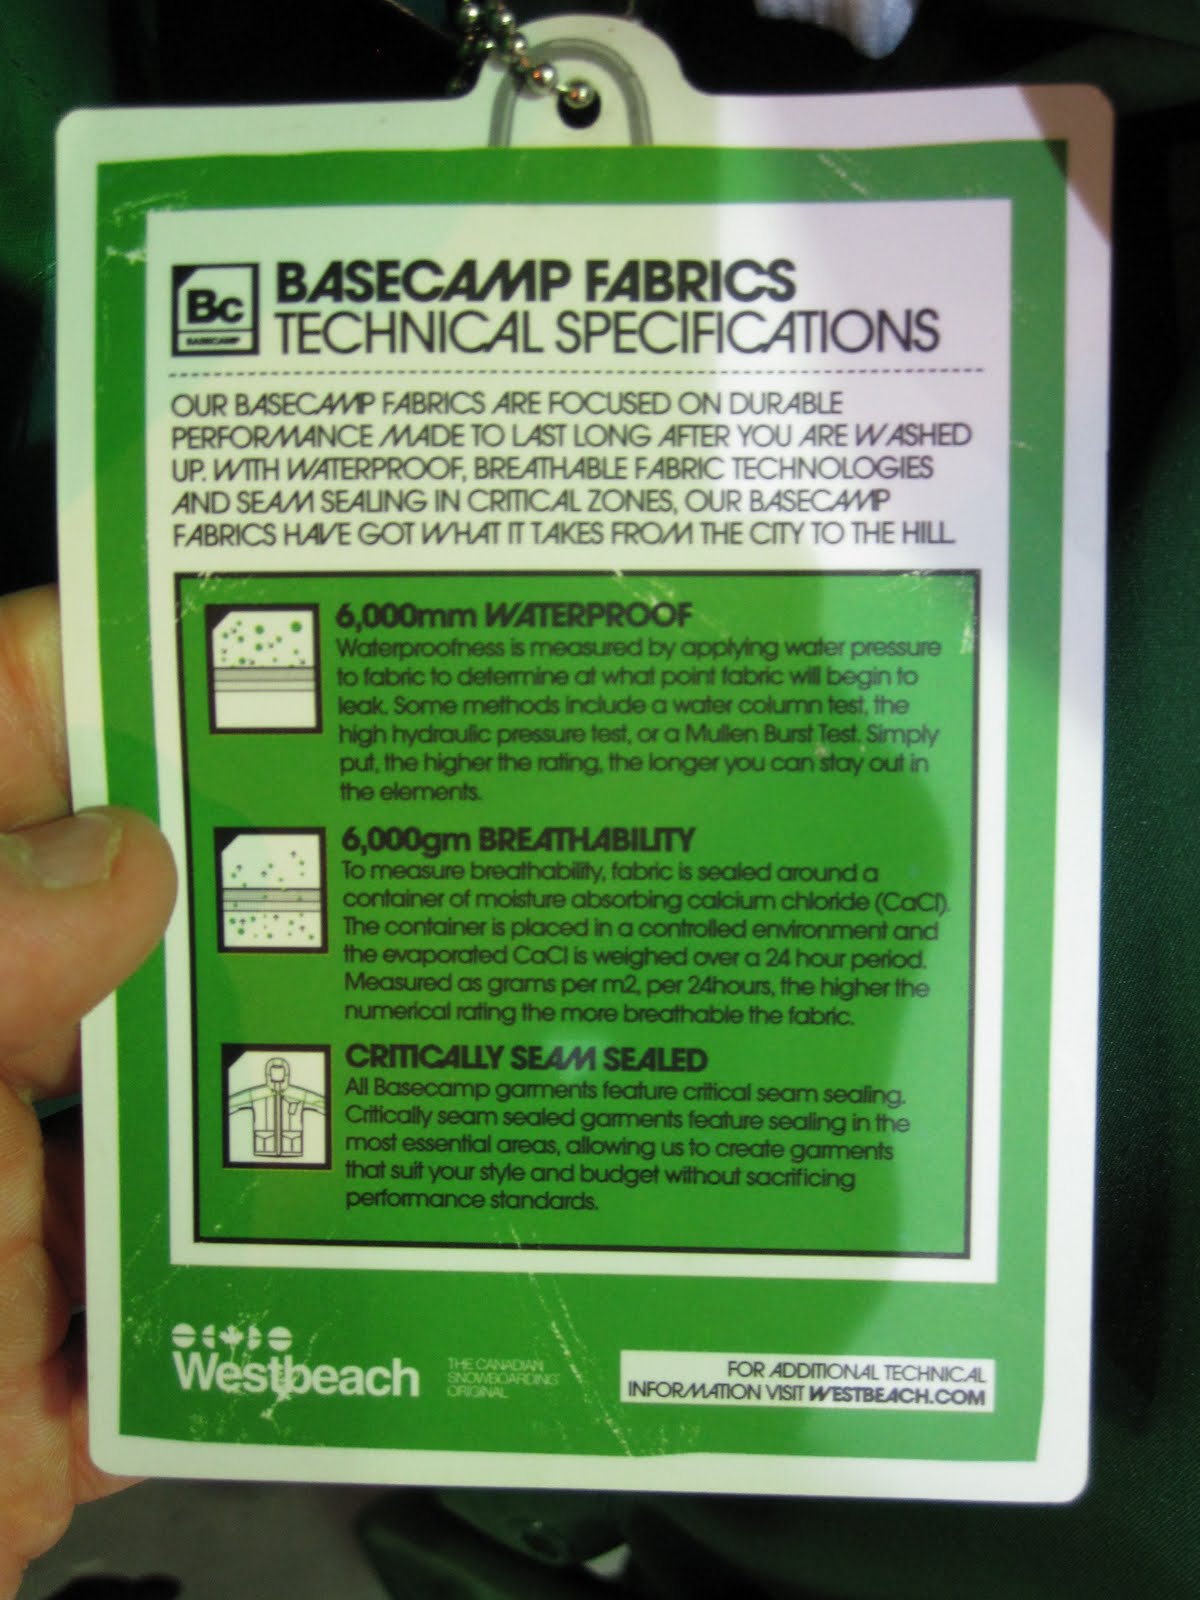 Bc
BASECAMP
BASECAMP FABRICS
TECHNICAL SPECIFICATIONS
OUR BASECAMP FABRICS ARE FOCUSED ON DURABLE
PERFORMANCE MADE TO LAST LONG AFTER YOU ARE WASHED
UP. WITH WATERPROOF, BREATHABLE FABRIC TECHNOLOGIES
AND SEAM SEALING IN CRITICAL ZONES, OUR BASECAMP
FABRICS HAVE GOT WHAT IT TAKES FROM THE CITY TO THE HILL.
6,000mm WATERPROOF
Waterproofness is measured by applying water pressure
to fabric to determine at what point fabric will begin to
leak. Some methods include a water column test, the
high hydraulic pressure test, or a Mullen Burst Test. Simply
put, the higher the rating, the longer you can stay out in
the elements.
6,000gm BREATHABILITY
To measure breathability, fabric is sealed around a
container of moisture absorbing calcium chloride (CaCl).
The container is placed in a controlled environment and
the evaporated CaCl is weighed over a 24 hour period.
Measured as grams per m2, per 24hours, the higher the
numerical rating the more breathable the fabric.
CRITICALLY SEAM SEALED
All Basecamp garments feature critical seam sealing.
Critically seam sealed garments feature sealing in the
most essential areas, allowing us to create garments
that suit your style and budget without sacrificing
performance standards.
Westbeach
THE CANADIAN
SNOWBOARDING
ORIGINAL
FOR ADDITIONAL TECHNICAL
INFORMATION VISIT WESTBEACH.COM